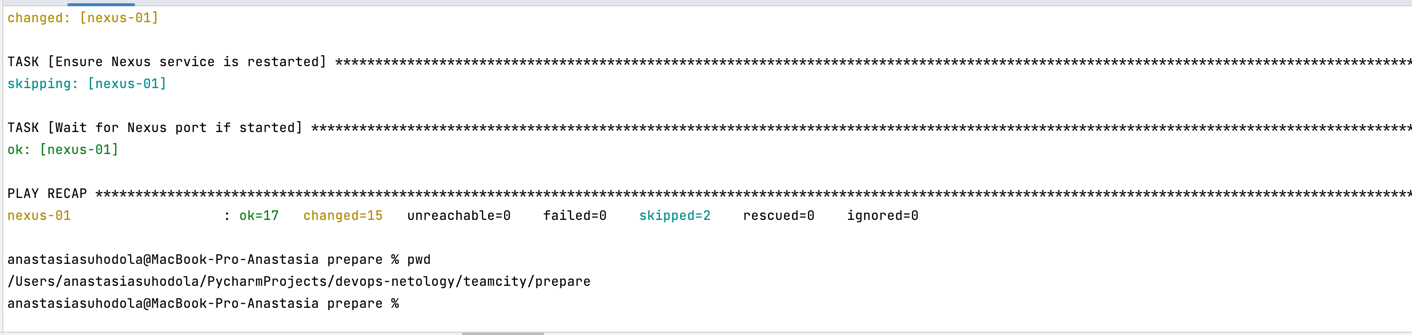 changed: [nexus-01]
TASK [Ensure Nexus service is restarted] ****************************************************************************************************************************************
skipping: [nexus-01]
TASK [Wait for Nexus port if started] *******************************************************************************************************************************************
ok: [nexus-01]
PLAY RECAP **********************************************************************************************************************************************************************
nexus-01                   : ok=17   changed=15   unreachable=0    failed=0    skipped=2    rescued=0    ignored=0
anastasiasuhodola@MacBook-Pro-Anastasia prepare % pwd
/Users/anastasiasuhodola/PycharmProjects/devops-netology/teamcity/prepare
anastasiasuhodola@MacBook-Pro-Anastasia prepare %